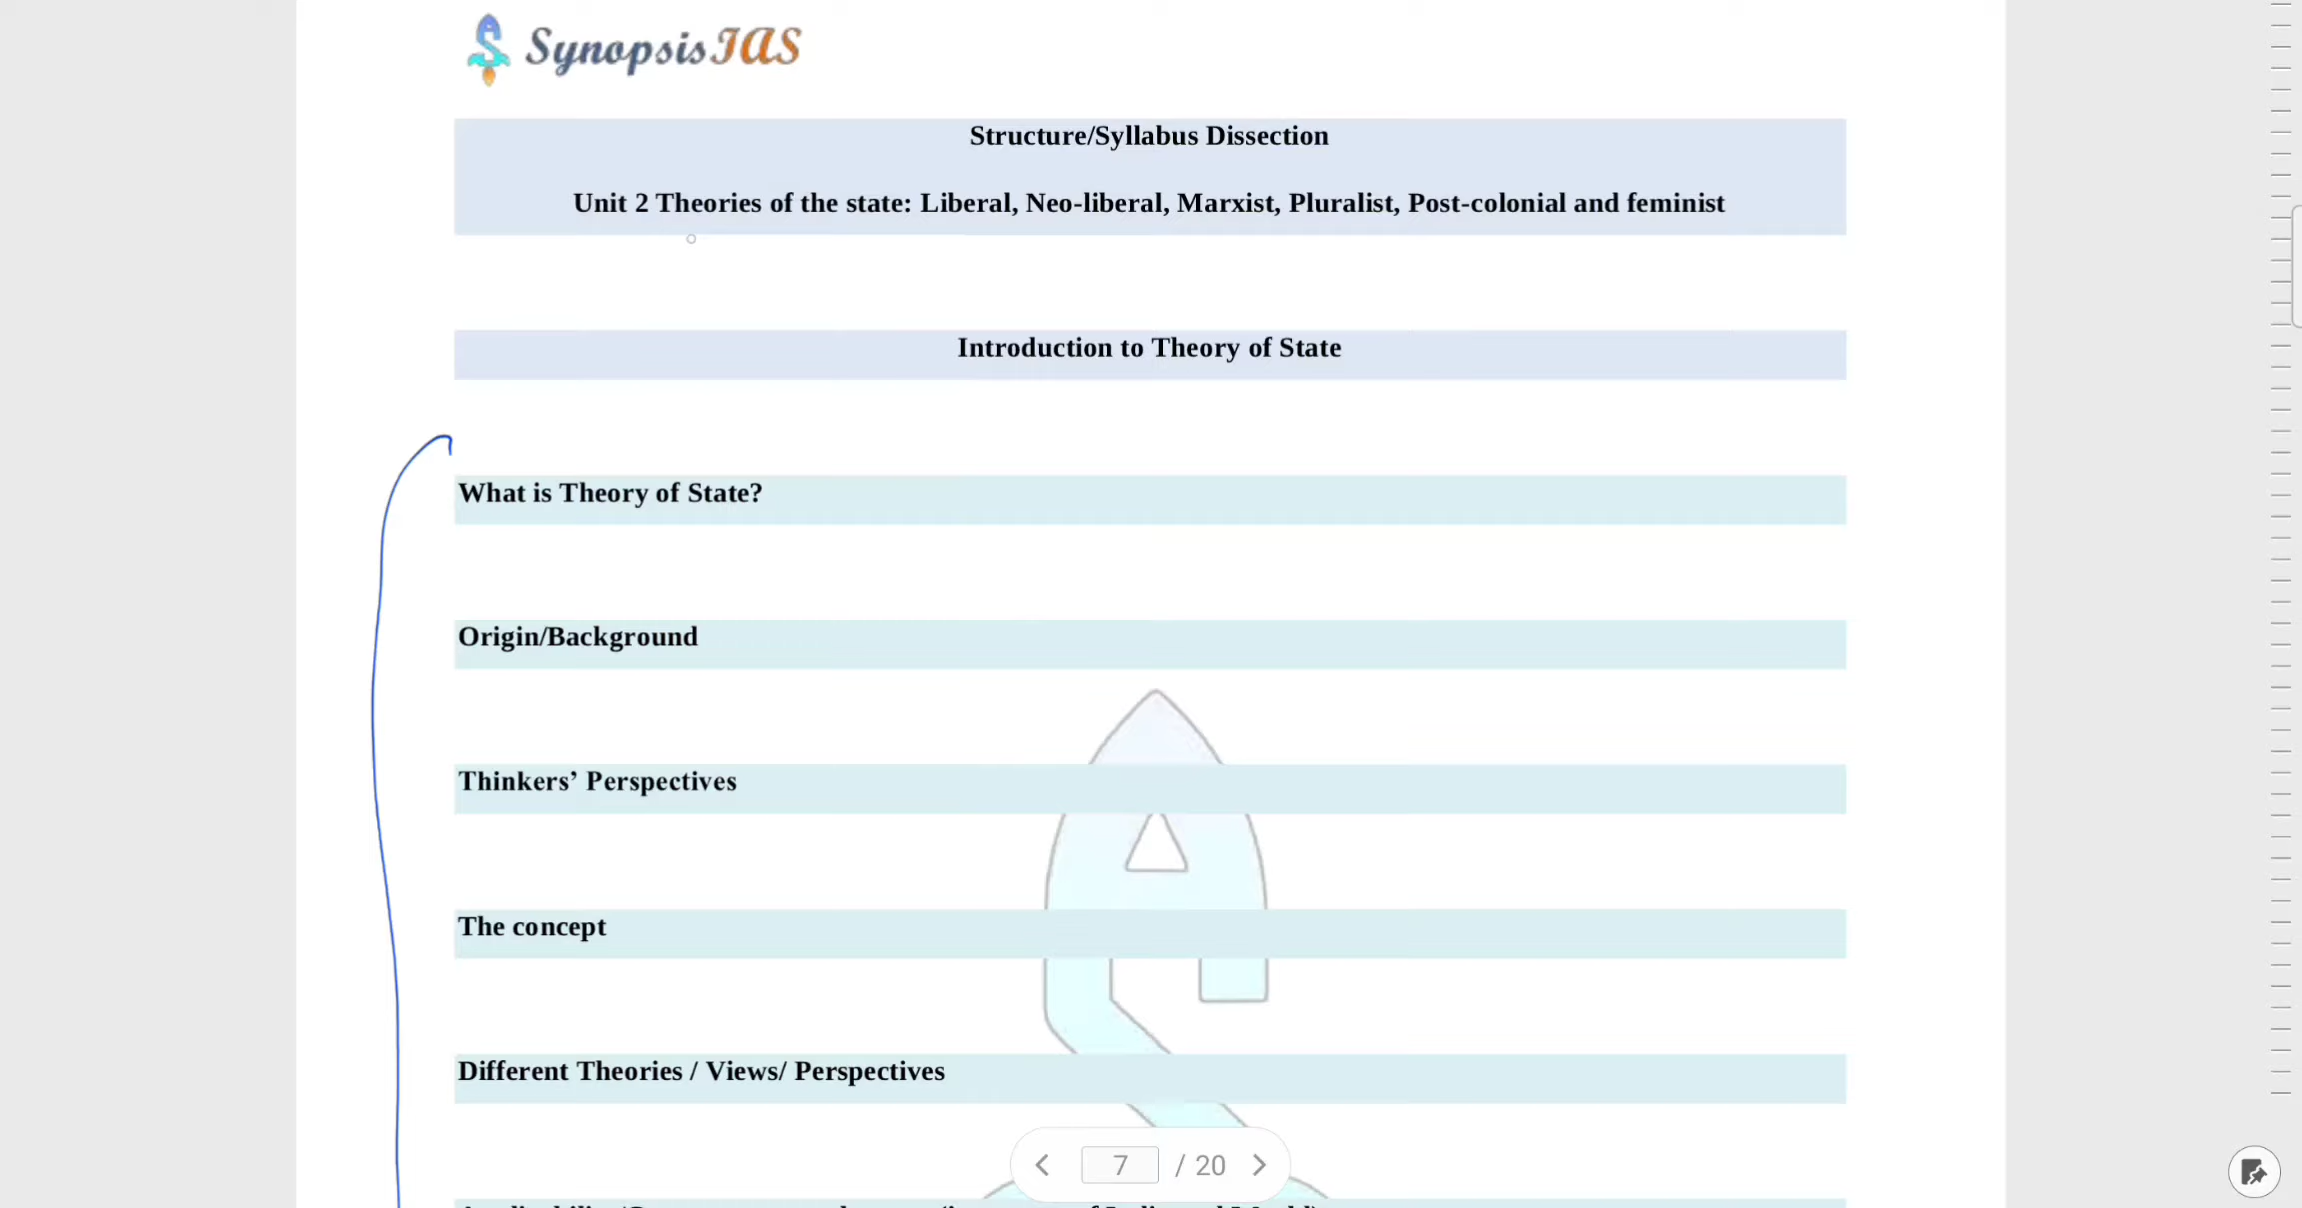 SynopsisIAS
Structure/Syllabus Dissection
Unit 2 Theories of the state: Liberal, Neo-liberal, Marxist, Pluralist, Post-colonial and feminist
Introduction to Theory of State
What is Theory of State?
Origin/Background
Thinkers’ Perspectives
The concept
Different Theories / Views/ Perspectives
7 / 20